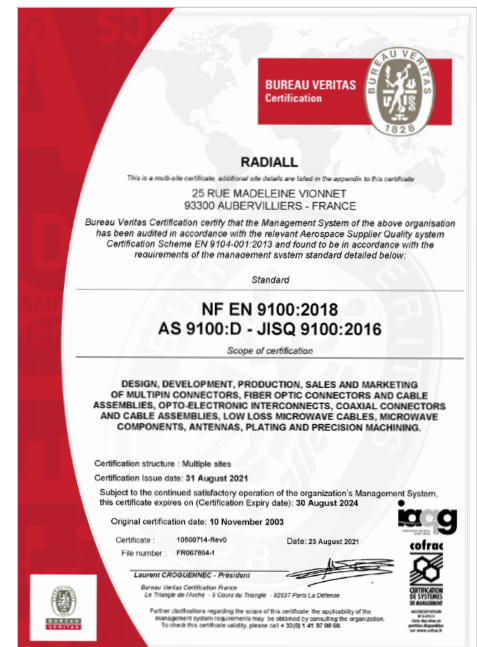 BUREAU VERITAS
Certification
BUREAU VERITAS
1828
RADIALL
This is a multi-site certificate, additional site details are listed in the appendix to this certificate
25 RUE MADELEINE VIONNET
93300 AUBERVILLIERS - FRANCE
Bureau Veritas Certification certify that the Management System of the above organisation
has been audited in accordance with the relevant Aerospace Supplier Quality system
Certification Scheme EN 9104-001:2013 and found to be in accordance with the
requirements of the management system standard detailed below:
Standard
NF EN 9100:2018
AS 9100:D - JISQ 9100:2016
Scope of certification
DESIGN, DEVELOPMENT, PRODUCTION, SALES AND MARKETING
OF MULTIPIN CONNECTORS, FIBER OPTIC CONNECTORS AND CABLE
ASSEMBLIES, OPTO-ELECTRONIC INTERCONNECTS, COAXIAL CONNECTORS
AND CABLE ASSEMBLIES, LOW LOSS MICROWAVE CABLES, MICROWAVE
COMPONENTS, ANTENNAS, PLATING AND PRECISION MACHINING.
Certification structure : Multiple sites
Certification Issue date: 31 August 2021
Subject to the continued satisfactory operation of the organization's Management System,
this certificate expires on (Certification Expiry date): 30 August 2024
Original certification date: 10 November 2003
Certificate : 10500714-Rev0 Date: 23 August 2021
File number : FR067864-1
iaqg
cofrac
Laurent CROGUENNEC - Président
Bureau Veritas Certification France
Le Triangle de l'Arche - 9 Cours du Triangle - 92937 Paris La Défense
CERTIFICATION
DE SYSTEMES
DE MANAGEMENT
ACCREDITATION
Liste des sites et
portées disponibles
sur www.cofrac.fr
Further clarifications regarding the scope of this certificate the applicability of the
management system requirements may be obtained by consulting the organization.
To check this certificate validity, please call + 33(0) 1 41 97 00 60.
BUREAU
VERITAS